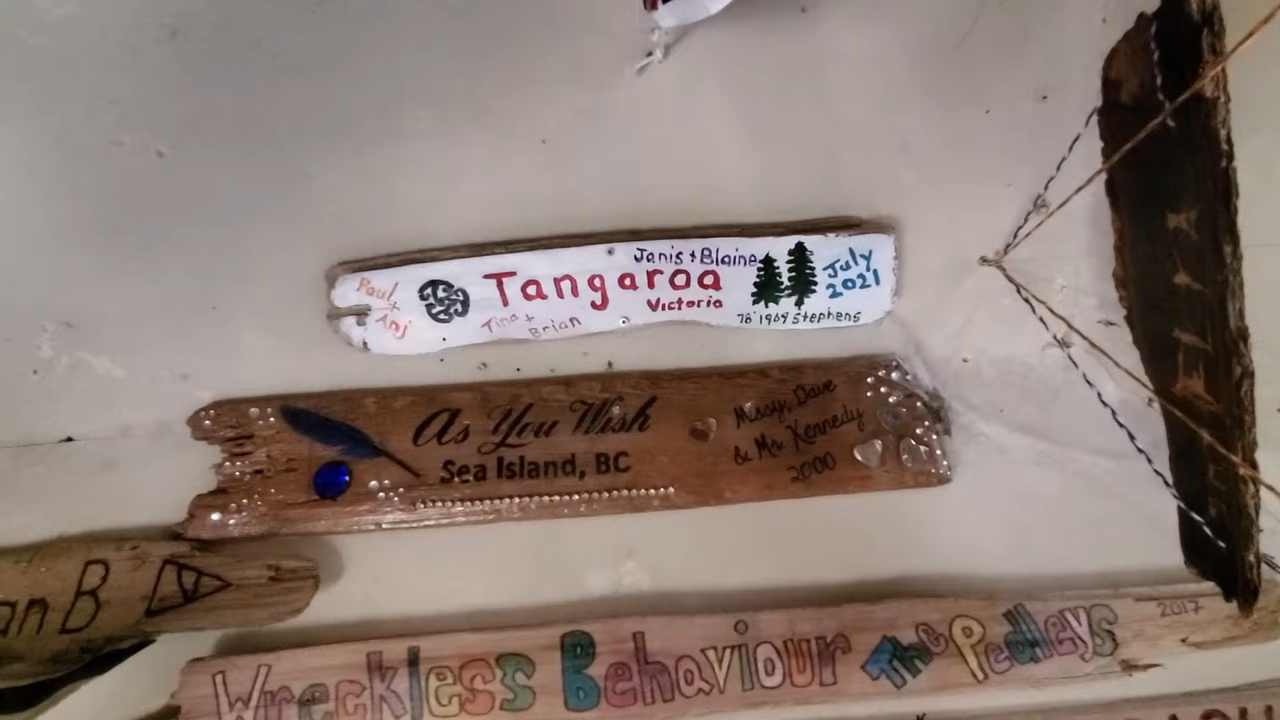 Janis + Blaine
Paul + Anj
Tangaroa
July 2021
Victoria
Tina + Brian
78' 1969 Stephens
As You Wish
Sea Island, BC
Missy, Dave
& Mr Kennedy
2000
an B
Wreckless Behaviour The Pedleys
2017